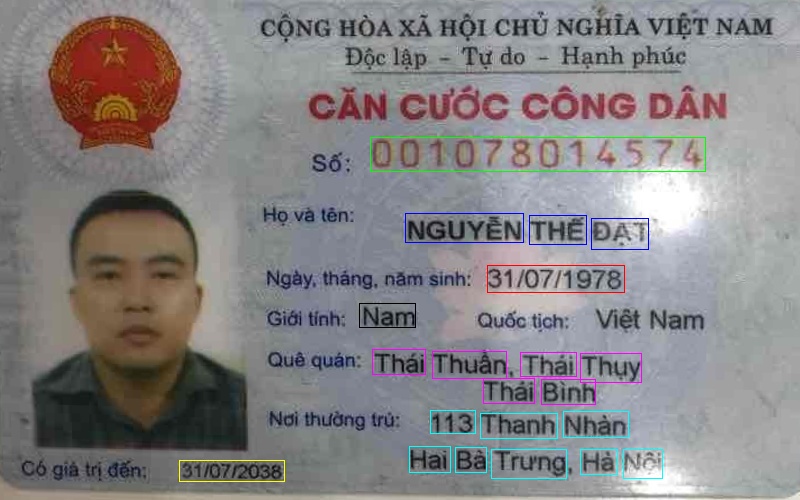 CỘNG HÒA XÃ HỘI CHỦ NGHĨA VIỆT NAM
Độc lập – Tự do – Hạnh phúc
CĂN CƯỚC CÔNG DÂN
Số: 001078014574
Họ và tên: NGUYỄN THẾ ĐẠT
Ngày, tháng, năm sinh: 31/07/1978
Giới tính: Nam Quốc tịch: Việt Nam
Quê quán: Thái Thuần, Thái Thụy
Thái Bình
Nơi thường trú: 113 Thanh Nhàn
Hai Bà Trưng, Hà Nội
Có giá trị đến: 31/07/2038